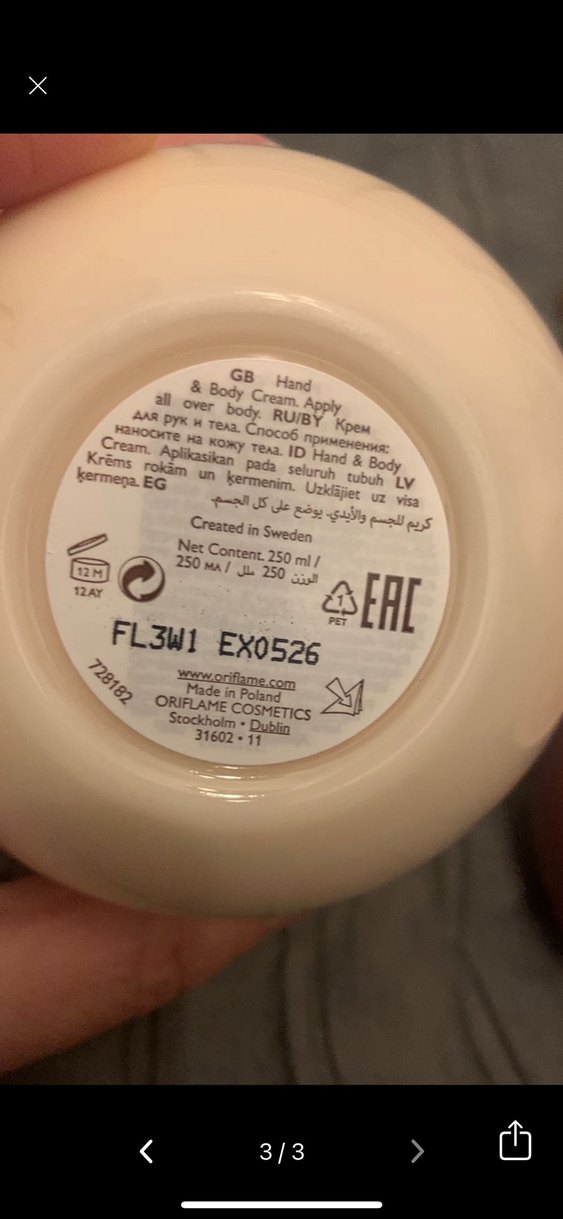 GB Hand
& Body Cream. Apply
all over body. RU/BY Крем
для рук и тела. Способ применения:
наносите на кожу тела. ID Hand & Body
Cream. Aplikasikan pada seluruh tubuh LV
Krēms rokām un ķermenim. Uzklājiet uz visa
ķermeņa. EG
كريم للجسم والأيدي. يوضع على كل الجسم.
Created in Sweden
Net Content. 250 ml /
250 мл / الوزن 250 ملل
12 M
12AY
1
PET
EAC
FL3W1 EX0526
728182
www.oriflame.com
Made in Poland
ORIFLAME COSMETICS
Stockholm • Dublin
31602 • 11
3/3